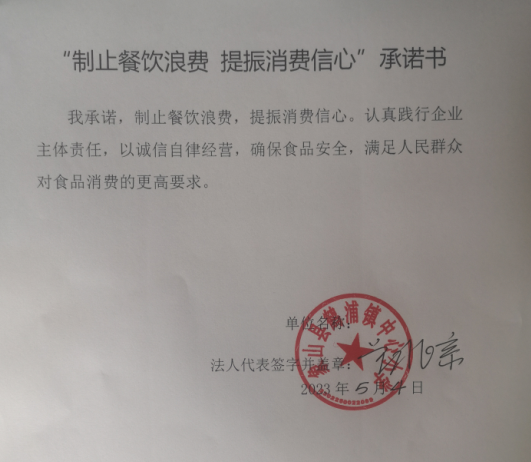 “制止餐饮浪费 提振消费信心”承诺书
我承诺，制止餐饮浪费，提振消费信心。认真践行企业
主体责任，以诚信自律经营，确保食品安全，满足人民群众
对食品消费的更高要求。
单位名称：
法人代表签字并盖章：
2023年5月4日